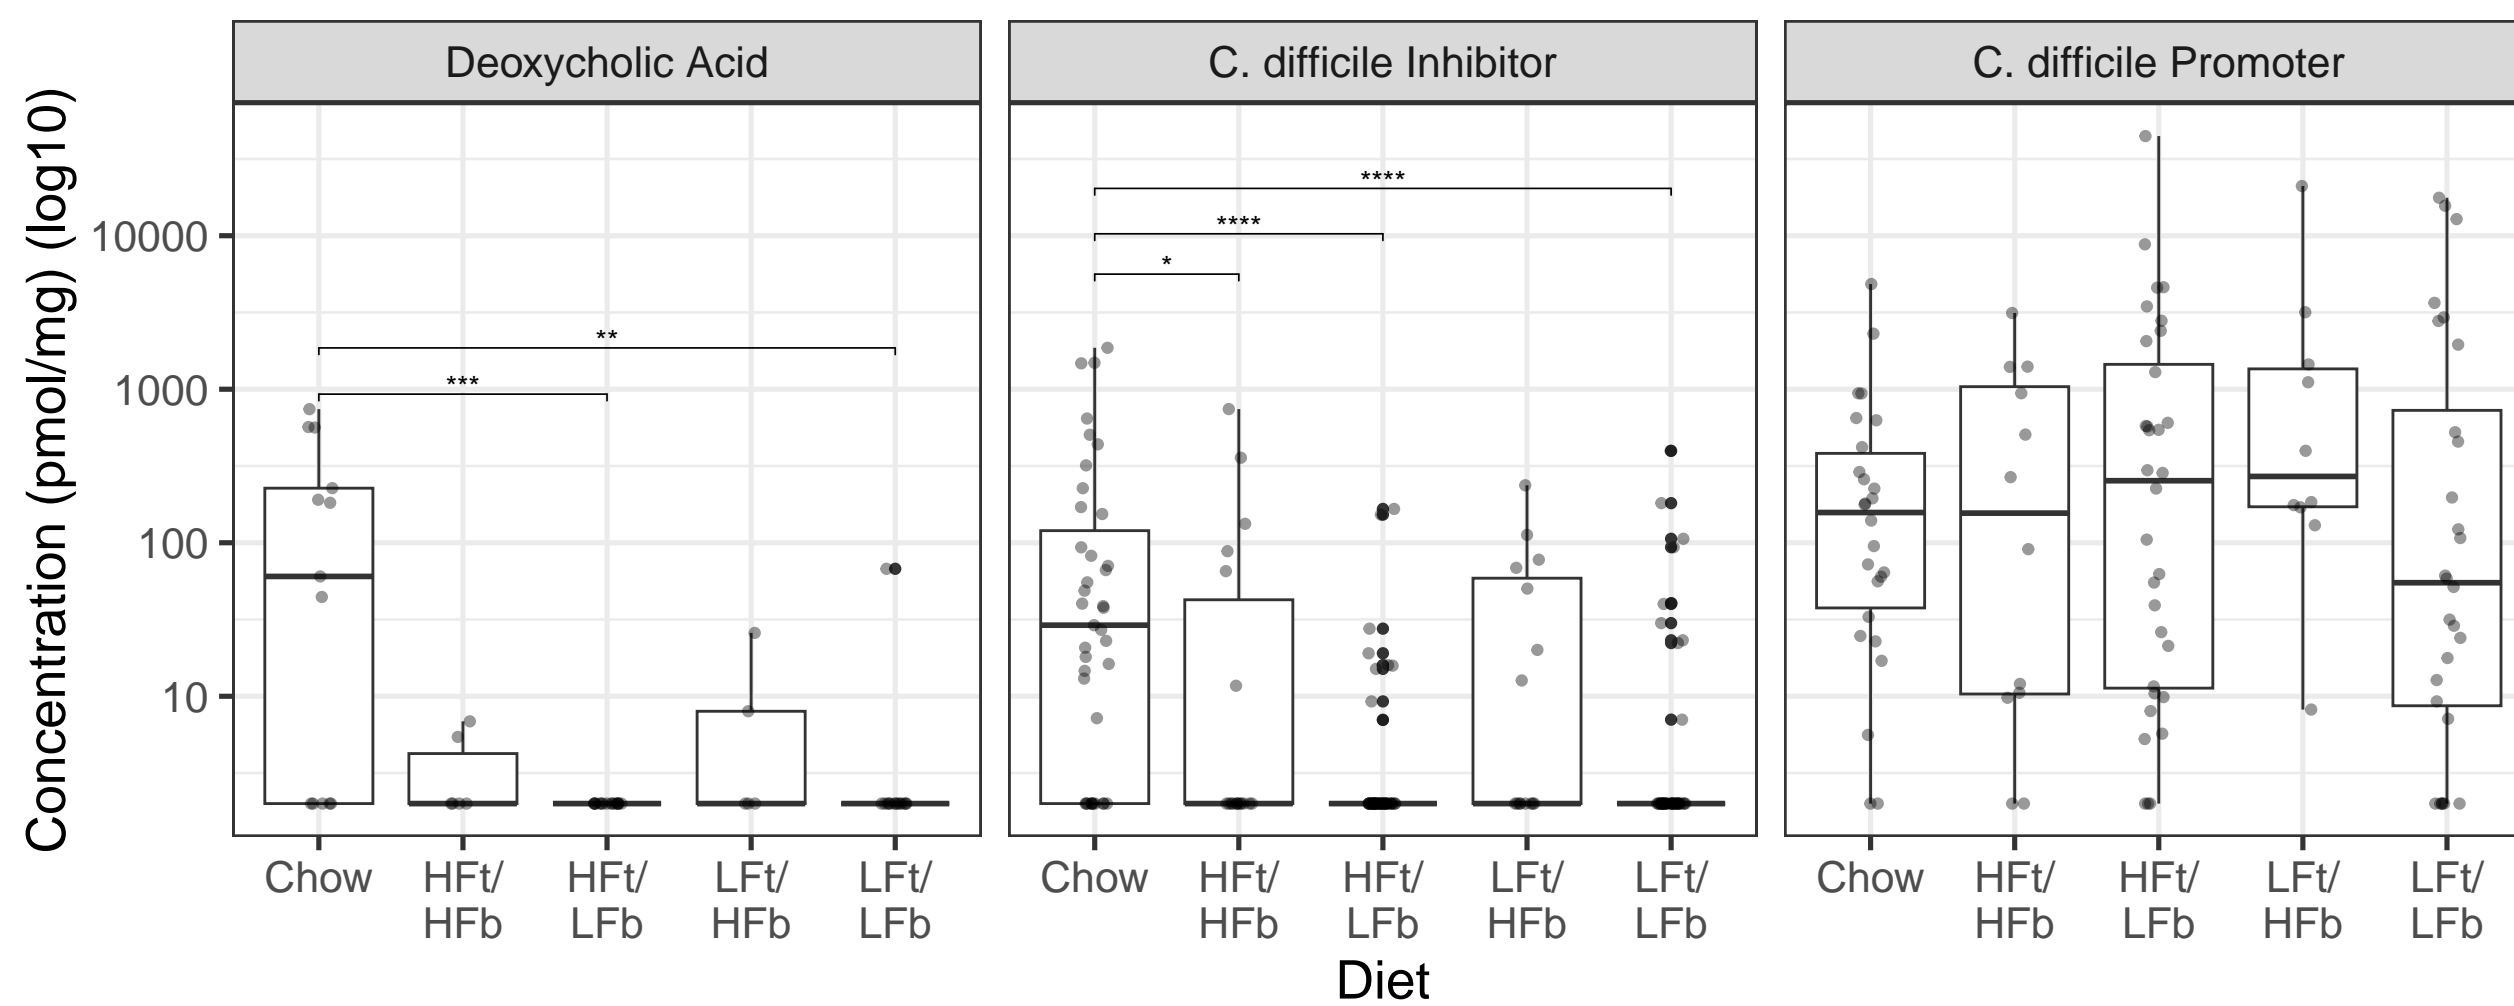 Deoxycholic Acid
C. difficile Inhibitor
C. difficile Promoter
Concentration (pmol/mg) (log10)
10000
1000
100
10
**
***
****
****
*
Chow
HFt/
HFb
HFt/
LFb
LFt/
HFb
LFt/
LFb
Chow
HFt/
HFb
HFt/
LFb
LFt/
HFb
LFt/
LFb
Chow
HFt/
HFb
HFt/
LFb
LFt/
HFb
LFt/
LFb
Diet